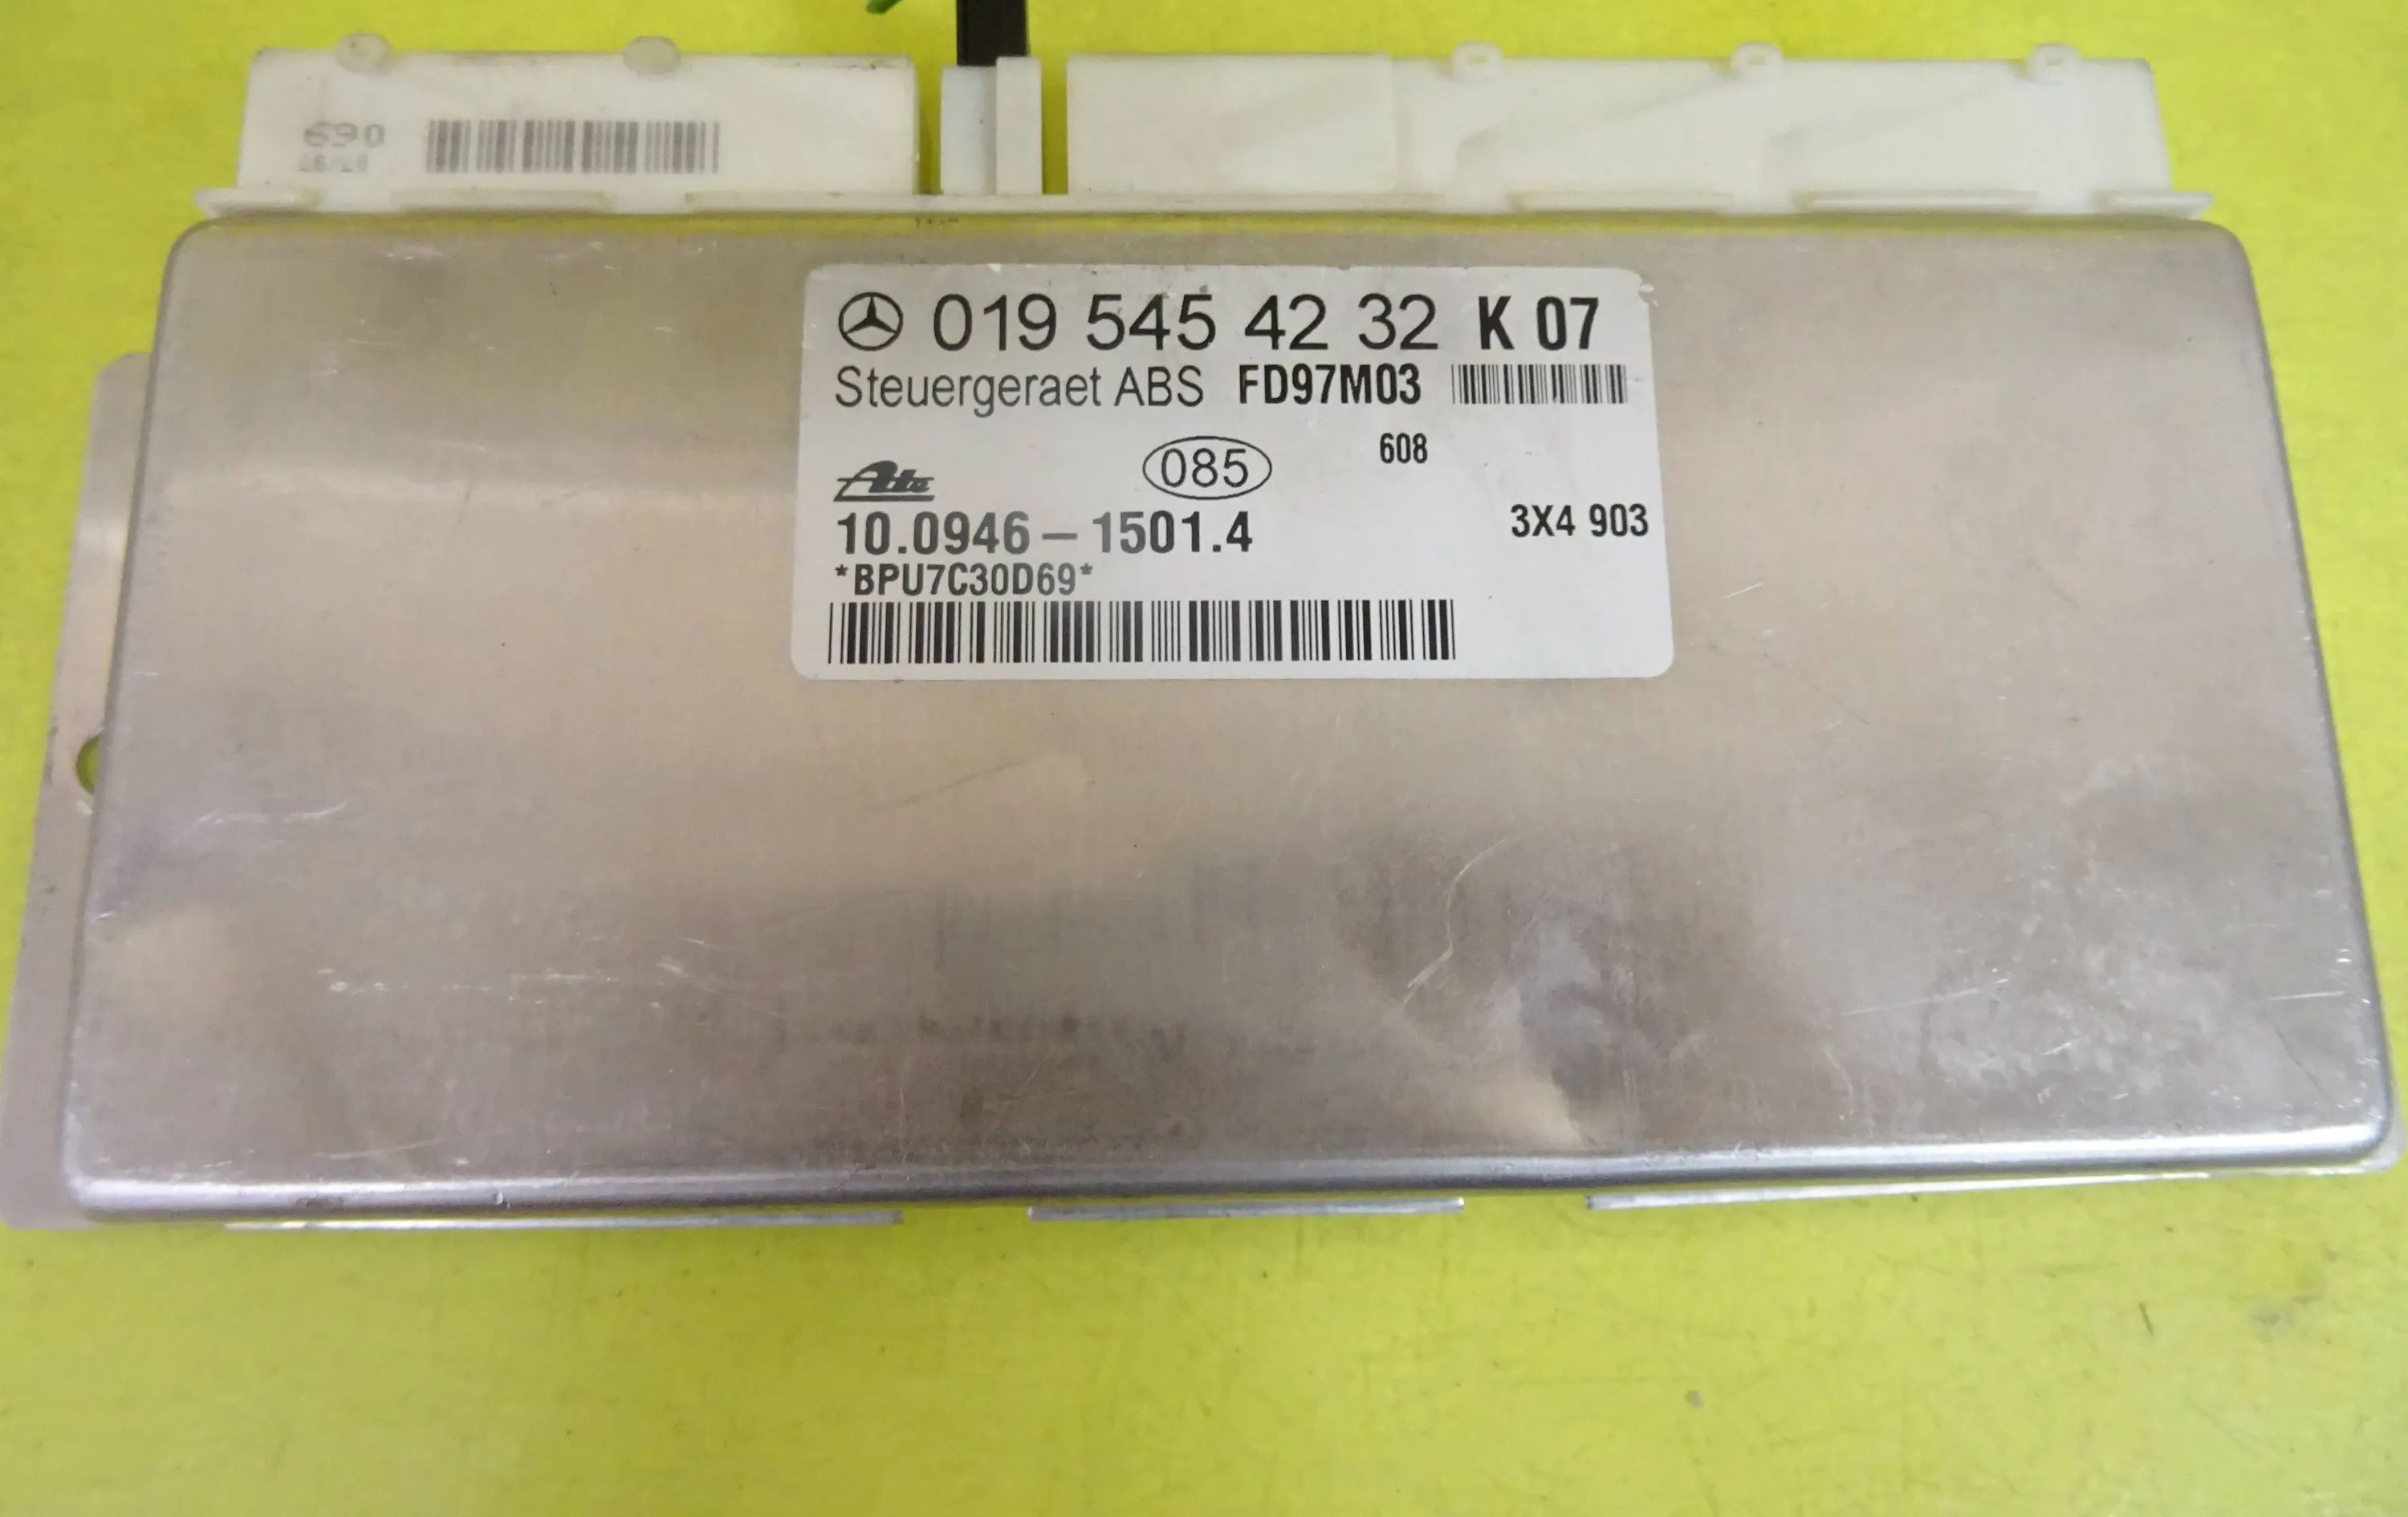 690
019 545 42 32 K 07
Steuergeraet ABS FD97M03
608
085
Ate
10.0946-1501.4
3X4 903
*BPU7C30D69*